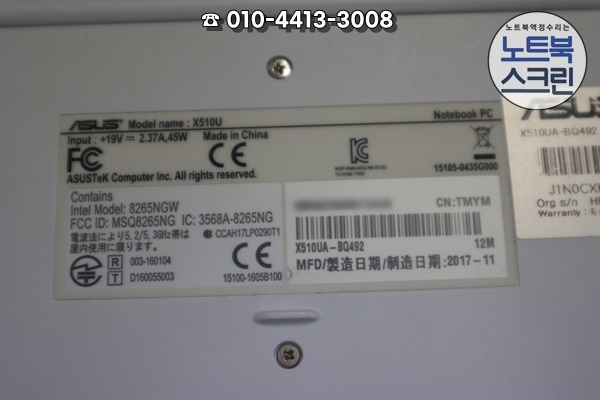 ☎ 010-4413-3008
노트북액정수리는
노트북
스크린
ASUS Model name : X510U Notebook PC
Input : +19V 2.37A,45W Made in China
FC CE
ASUSTeK Computer Inc. All rights reserved. 15105-0435G000
Contains
Intel Model: 8265NGW
FCC ID: MSQ8265NG IC: 3568A-8265NG
電波法により5.2/5.3GHz帯は
屋内使用に限ります
CCAH17LP0290T1
R 003-160104
T D160055003
CE
15100-1605B100
CN:TMYM
X510UA-BQ492 12M
MFD/製造日期/制造日期/:2017-11
ASUS
X510UA-BQ492
J1N0CX
Org s/n
Warranty :